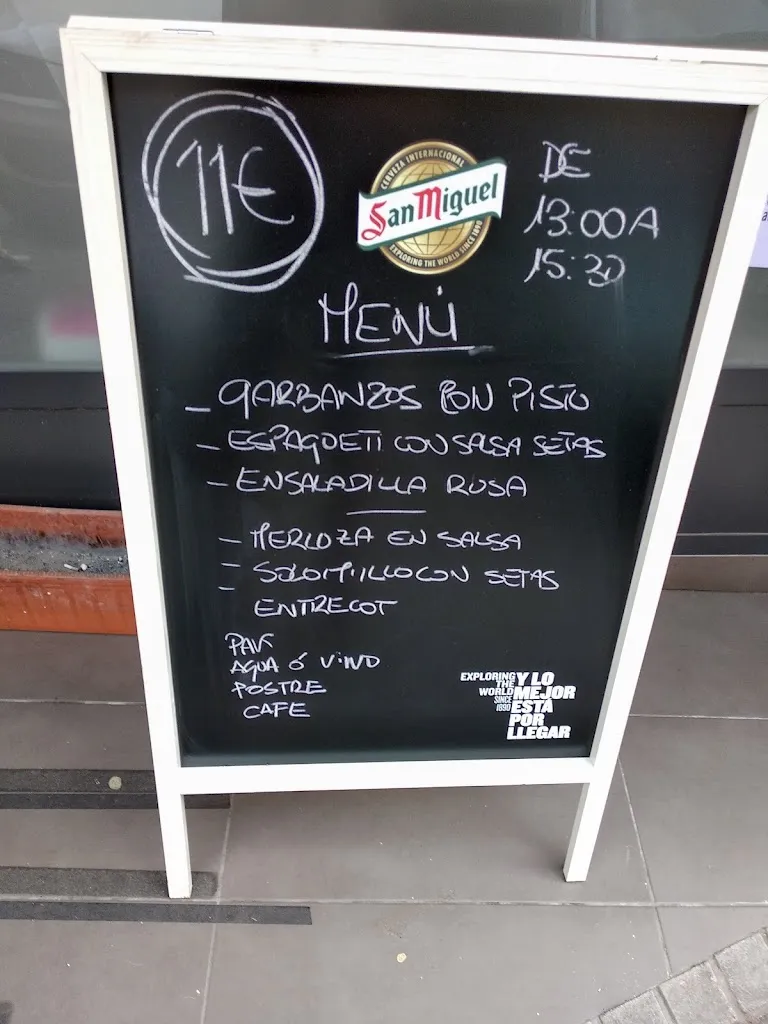 11€
CERVEZA INTERNACIONAL
San Miguel
EXPLORING THE WORLD SINCE 1890
DE
13:00 A
15:30
MENÚ
- GARBANZOS CON PISTO
- ESPAGUETI CON SALSA SETAS
- ENSALADILLA RUSA
- MERLUZA EN SALSA
- SOLOMILLO CON SETAS
- ENTRECOT
PAN
AGUA Ó VINO
POSTRE
CAFE
EXPLORING THE WORLD SINCE 1890
Y LO MEJOR ESTÁ POR LLEGAR